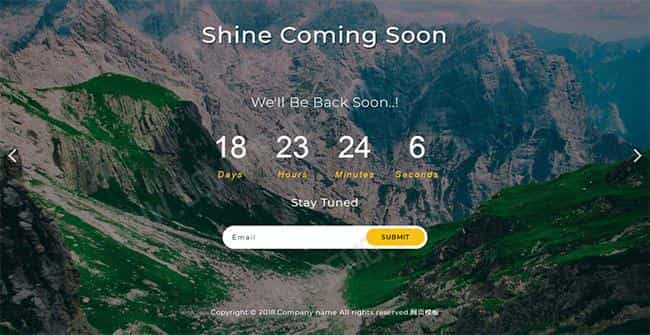 Shine Coming Soon
We'll Be Back Soon..!
18 23 24 6
Days Hours Minutes Seconds
Stay Tuned
Email SUBMIT
Copyright © 2018.Company name All rights reserved.网页模板